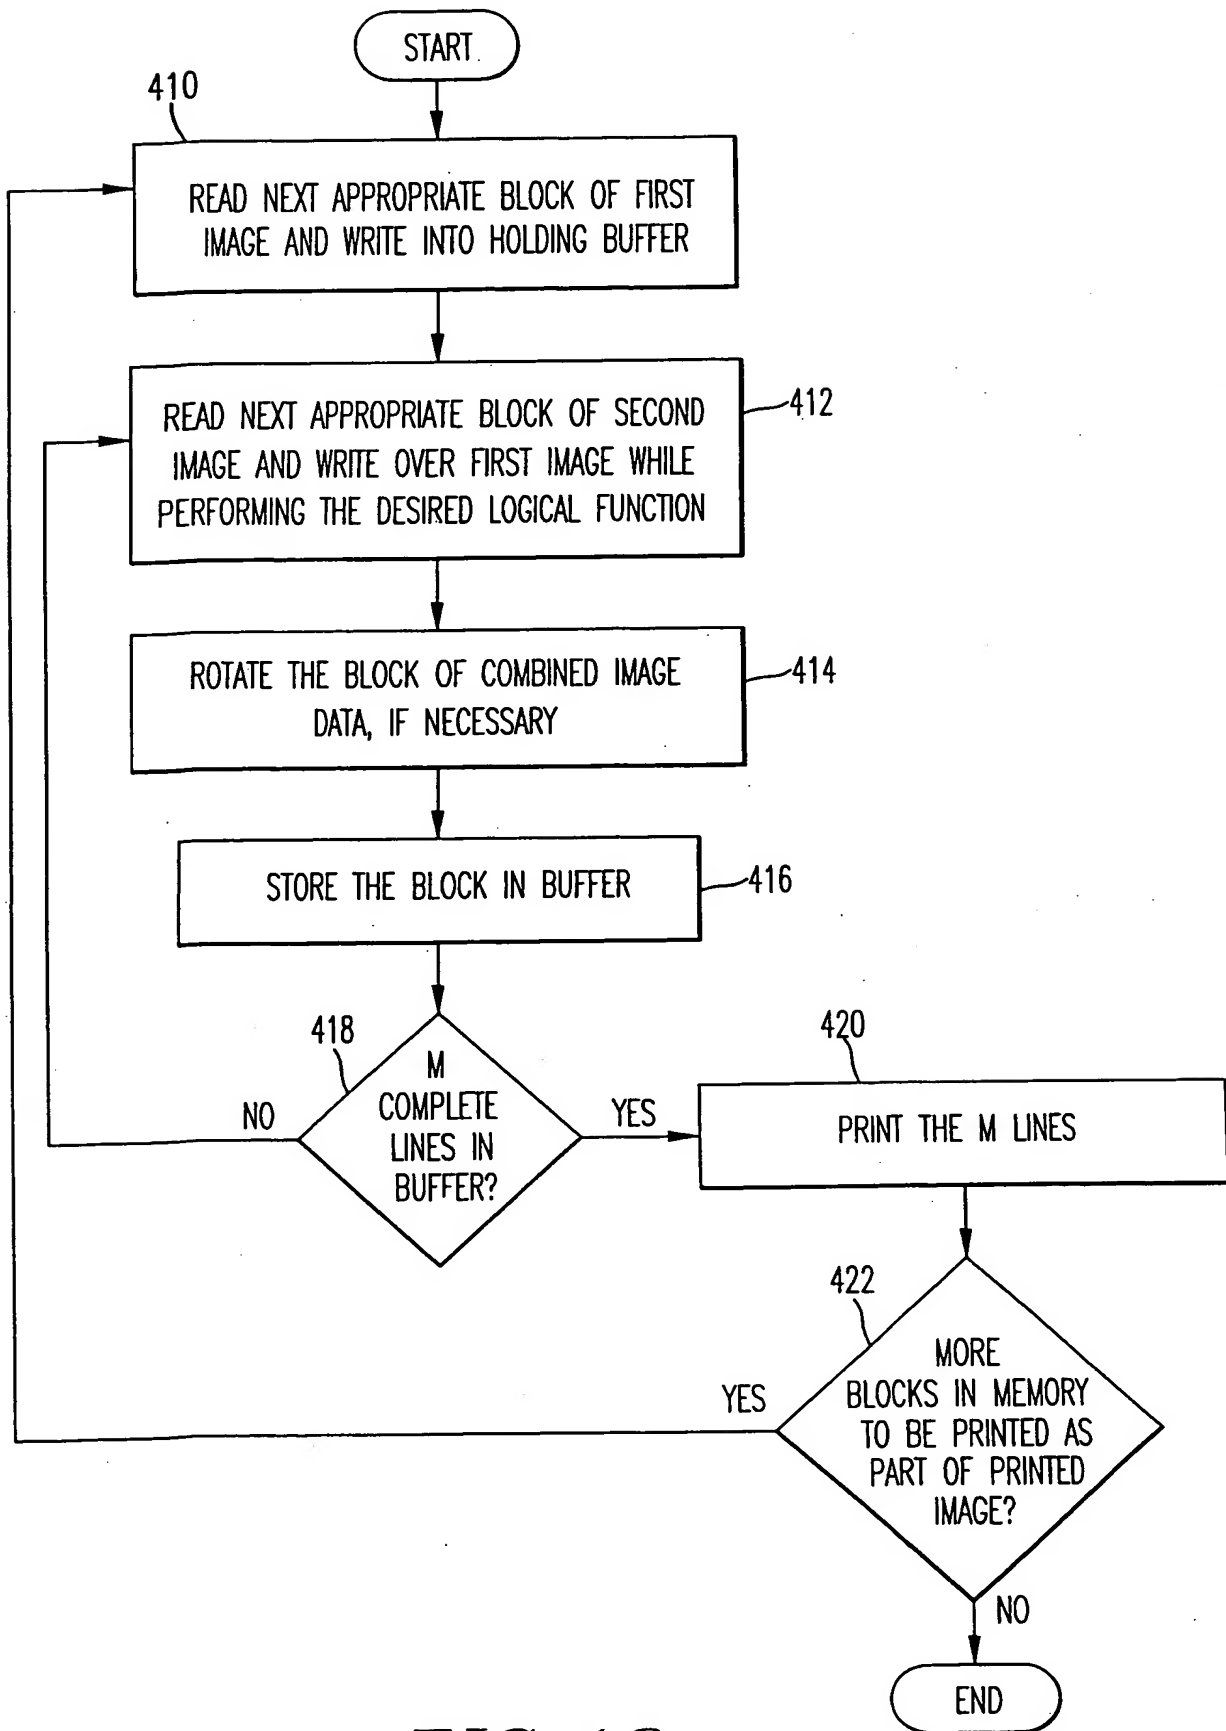 START
410
READ NEXT APPROPRIATE BLOCK OF FIRST
IMAGE AND WRITE INTO HOLDING BUFFER
READ NEXT APPROPRIATE BLOCK OF SECOND
IMAGE AND WRITE OVER FIRST IMAGE WHILE
PERFORMING THE DESIRED LOGICAL FUNCTION
412
ROTATE THE BLOCK OF COMBINED IMAGE
DATA, IF NECESSARY
414
STORE THE BLOCK IN BUFFER
416
418
M
COMPLETE
LINES IN
BUFFER?
NO
YES
420
PRINT THE M LINES
422
MORE
BLOCKS IN MEMORY
TO BE PRINTED AS
PART OF PRINTED
IMAGE?
YES
NO
END